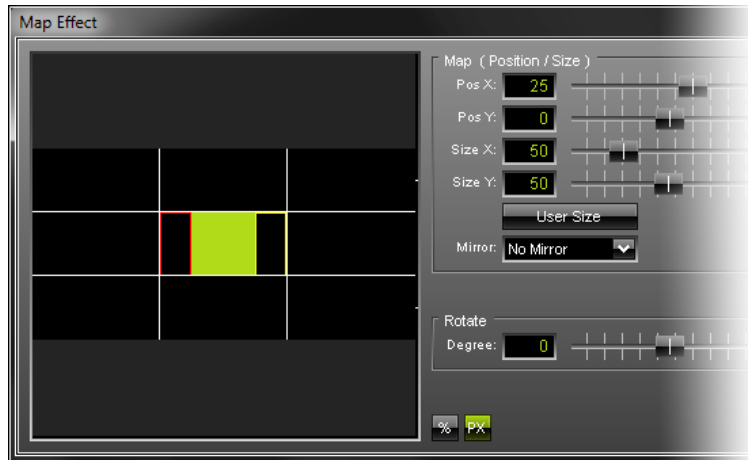 Map Effect
Map ( Position / Size )
Pos X: 25
Pos Y: 0
Size X: 50
Size Y: 50
User Size
Mirror: No Mirror
Rotate
Degree: 0
% PX